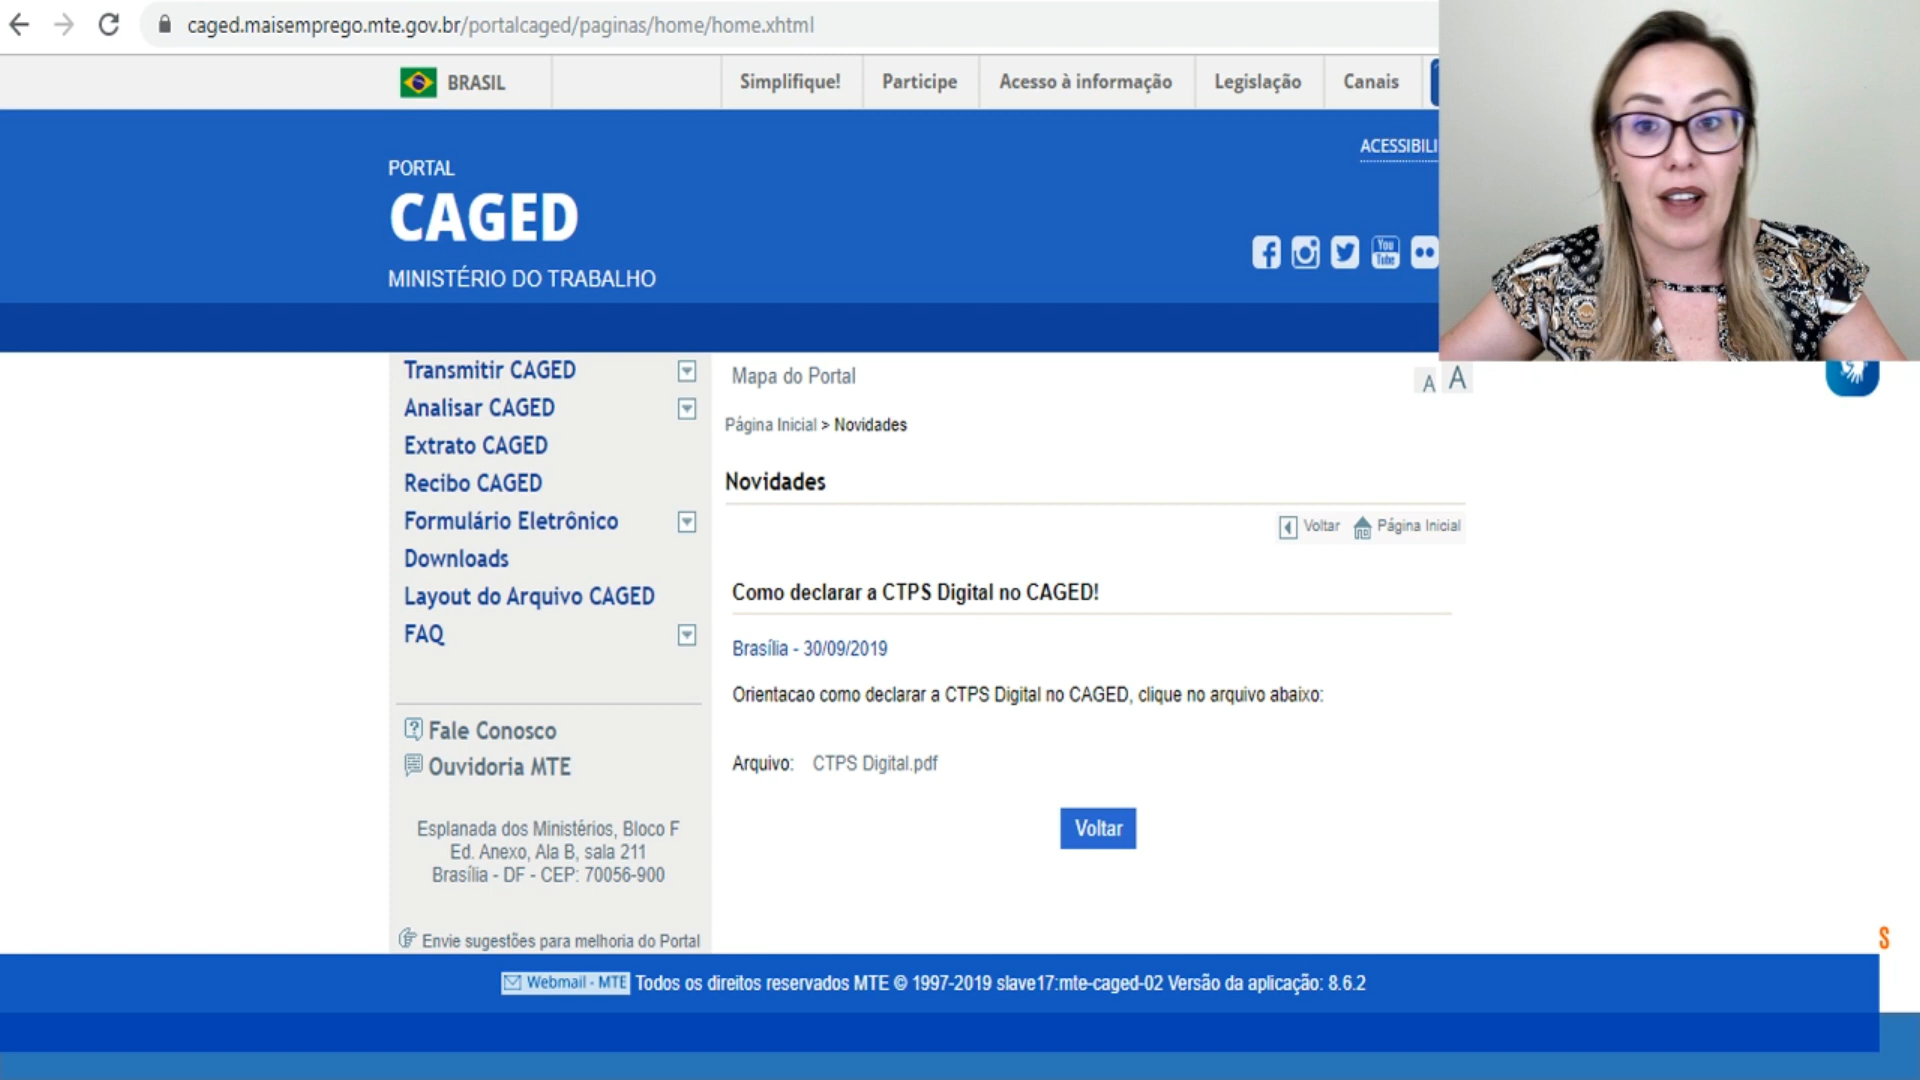 caged.maisemprego.mte.gov.br/portalcaged/paginas/home/home.xhtml
BRASIL
Simplifique!
Participe
Acesso à informação
Legislação
Canais
ACESSIBILI
PORTAL
CAGED
MINISTÉRIO DO TRABALHO
You Tube
Transmitir CAGED
Analisar CAGED
Extrato CAGED
Recibo CAGED
Formulário Eletrônico
Downloads
Layout do Arquivo CAGED
FAQ
Fale Conosco
Ouvidoria MTE
Esplanada dos Ministérios, Bloco F
Ed. Anexo, Ala B, sala 211
Brasília - DF - CEP: 70056-900
Envie sugestões para melhoria do Portal
Mapa do Portal
A A
Página Inicial > Novidades
Novidades
Voltar Página Inicial
Como declarar a CTPS Digital no CAGED!
Brasília - 30/09/2019
Orientacao como declarar a CTPS Digital no CAGED, clique no arquivo abaixo:
Arquivo: CTPS Digital.pdf
Voltar
S
Webmail - MTE Todos os direitos reservados MTE © 1997-2019 slave17:mte-caged-02 Versão da aplicação: 8.6.2